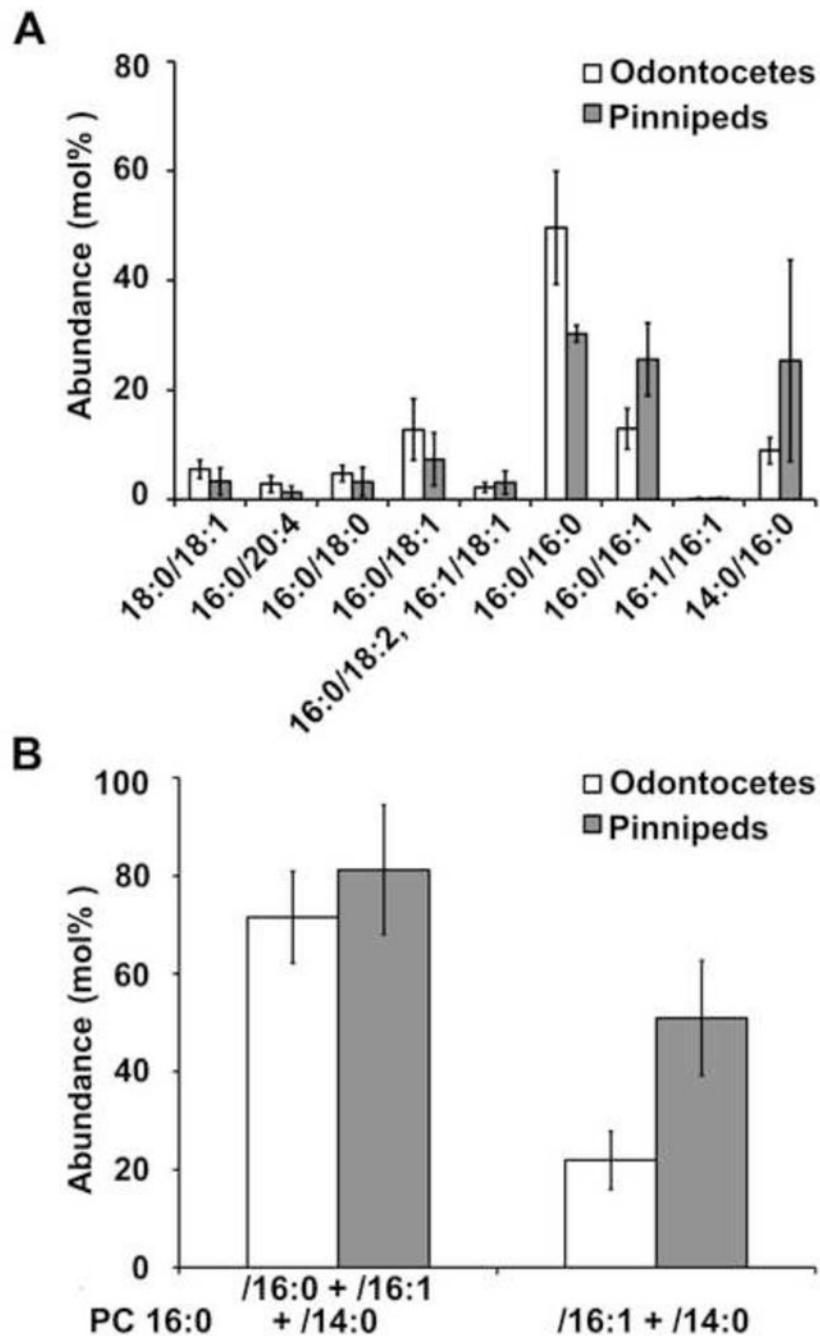 A
Abundance (mol% )
80
60
40
20
0
Odontocetes
Pinnipeds
18:0/18:1
16:0/20:4
16:0/18:0
16:0/18:1
16:0/18:2, 16:1/18:1
16:0/16:0
16:0/16:1
16:1/16:1
14:0/16:0
B
Abundance (mol% )
100
80
60
40
20
0
Odontocetes
Pinnipeds
/16:0 + /16:1
PC 16:0 + /14:0 /16:1 + /14:0